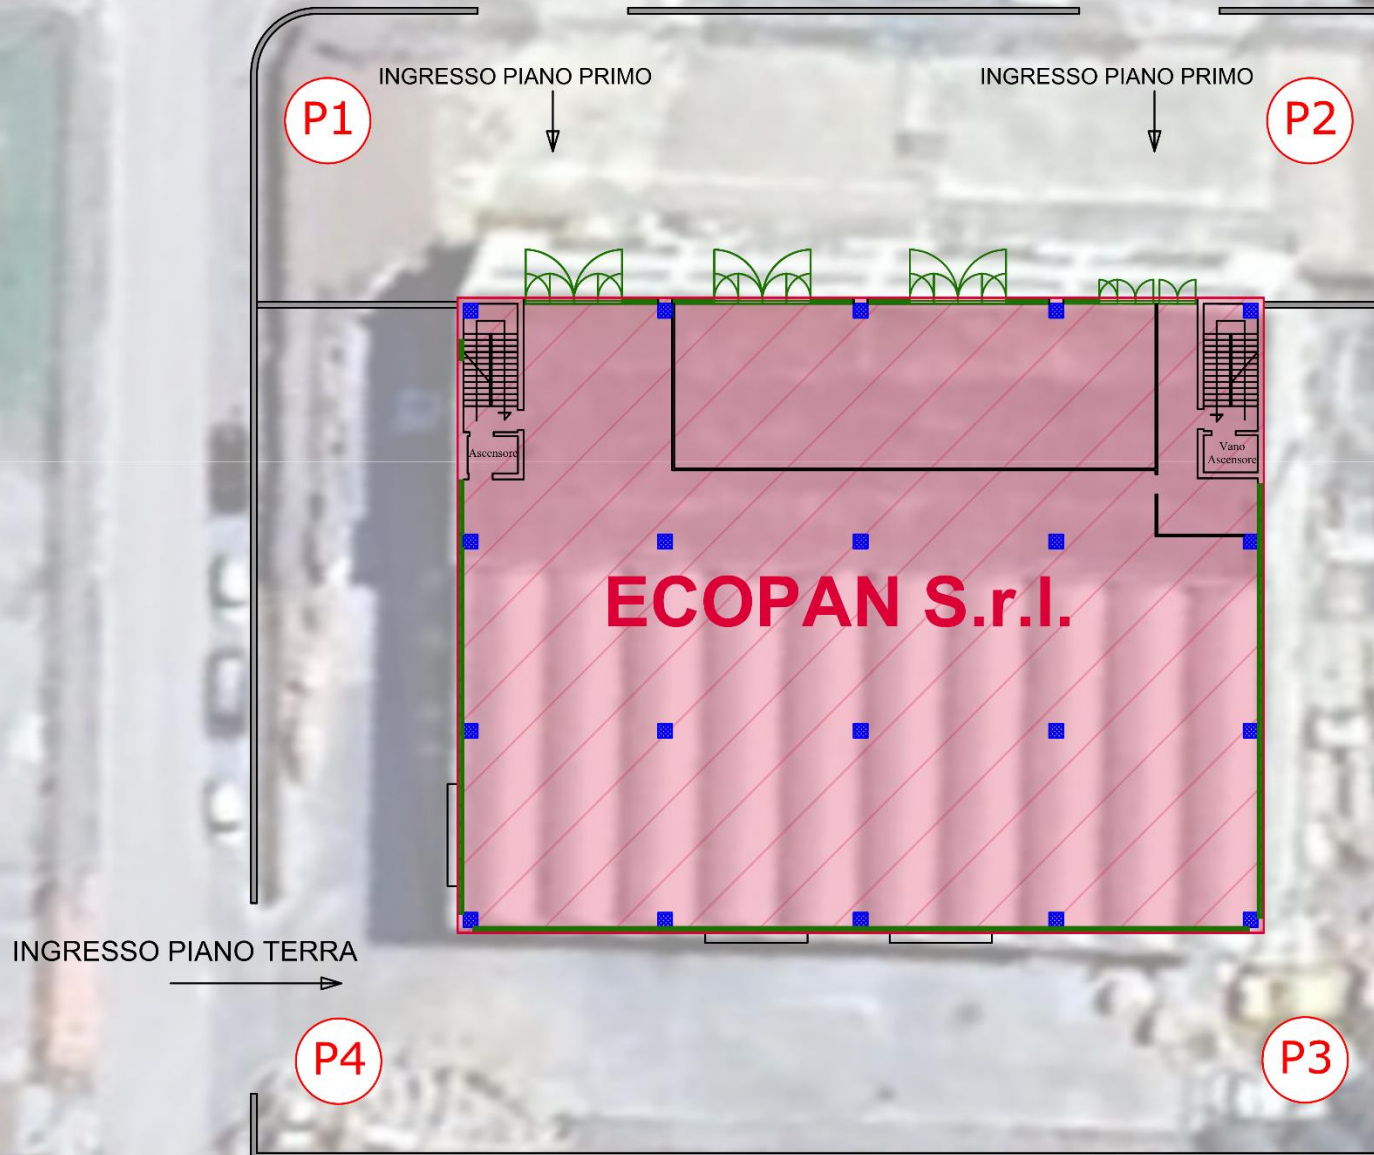 INGRESSO PIANO PRIMO
INGRESSO PIANO PRIMO
P1
P2
Ascensore
Vano
Ascensore
ECOPAN S.r.l.
INGRESSO PIANO TERRA
P4
P3